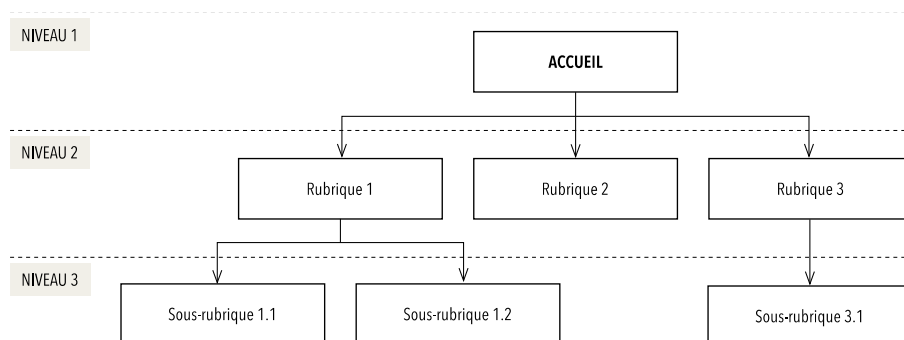 NIVEAU 1
ACCUEIL
NIVEAU 2
Rubrique 1
Rubrique 2
Rubrique 3
NIVEAU 3
Sous-rubrique 1.1
Sous-rubrique 1.2
Sous-rubrique 3.1